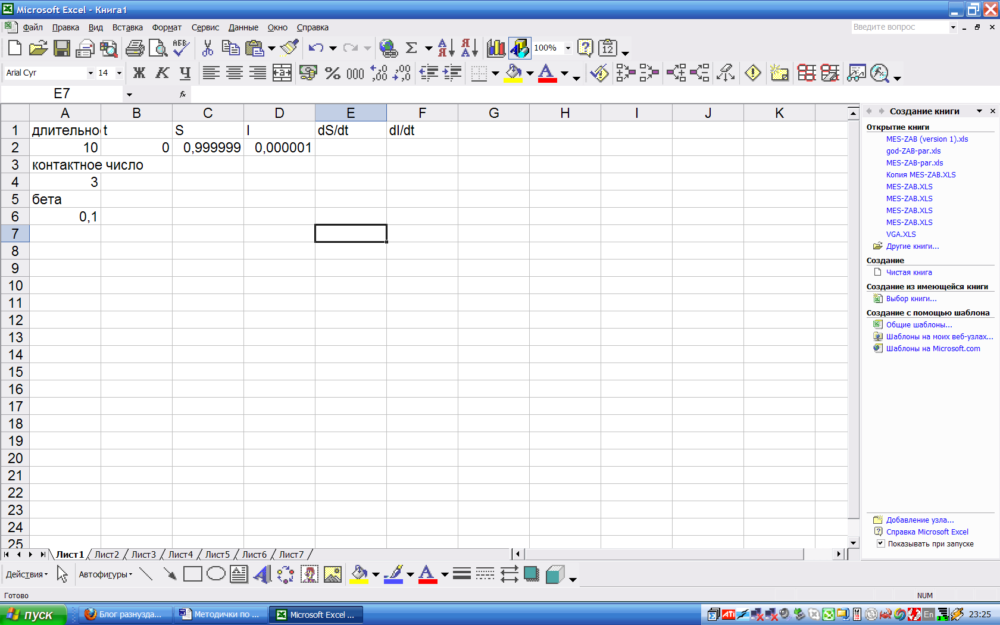 Microsoft Excel - Книга1
Файл Правка Вид Вставка Формат Сервис Данные Окно Справка
Введите вопрос
100%
Arial Cyr 14 Ж К Ч % 000
E7 fx
A B C D E F G H I J K
1 длительнос t S I dS/dt dI/dt
2 10 0 0,999999 0,000001
3 контактное число
4 3
5 бета
6 0,1
7
8
9
10
11
12
13
14
15
16
17
18
19
20
21
22
23
24
25
Создание книги
Открытие книги
MES-ZAB (version 1).xls
god-ZAB-par.xls
MES-ZAB-par.xls
Копия MES-ZAB.XLS
MES-ZAB.XLS
MES-ZAB.XLS
MES-ZAB.XLS
MES-ZAB.XLS
VGA.XLS
Другие книги...
Создание
Чистая книга
Создание из имеющейся книги
Выбор книги...
Создание с помощью шаблона
Общие шаблоны...
Шаблоны на моих веб-узлах...
Шаблоны на Microsoft.com
Добавление узла...
Справка Microsoft Excel
Показывать при запуске
Лист1 Лист2 Лист3 Лист4 Лист5 Лист6 Лист7
Действия Автофигуры
Готово NUM
пуск Блог разнузда... Методички по ... Microsoft Excel ... ATI En 23:25